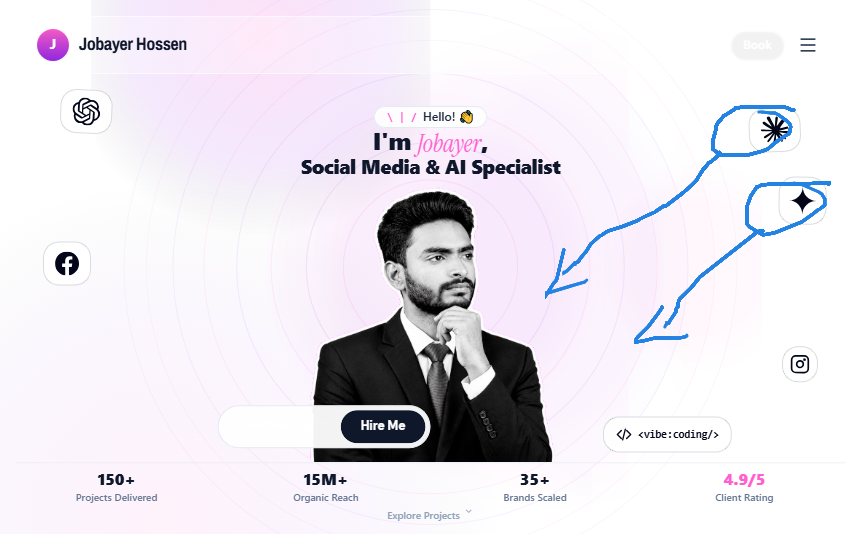 J Jobayer Hossen
Book
\ | / Hello! 👋
I'm Jobayer,
Social Media & AI Specialist
Hire Me
</> <vibe:coding/>
150+ 15M+ 35+ 4.9/5
Projects Delivered Organic Reach Brands Scaled Client Rating
Explore Projects